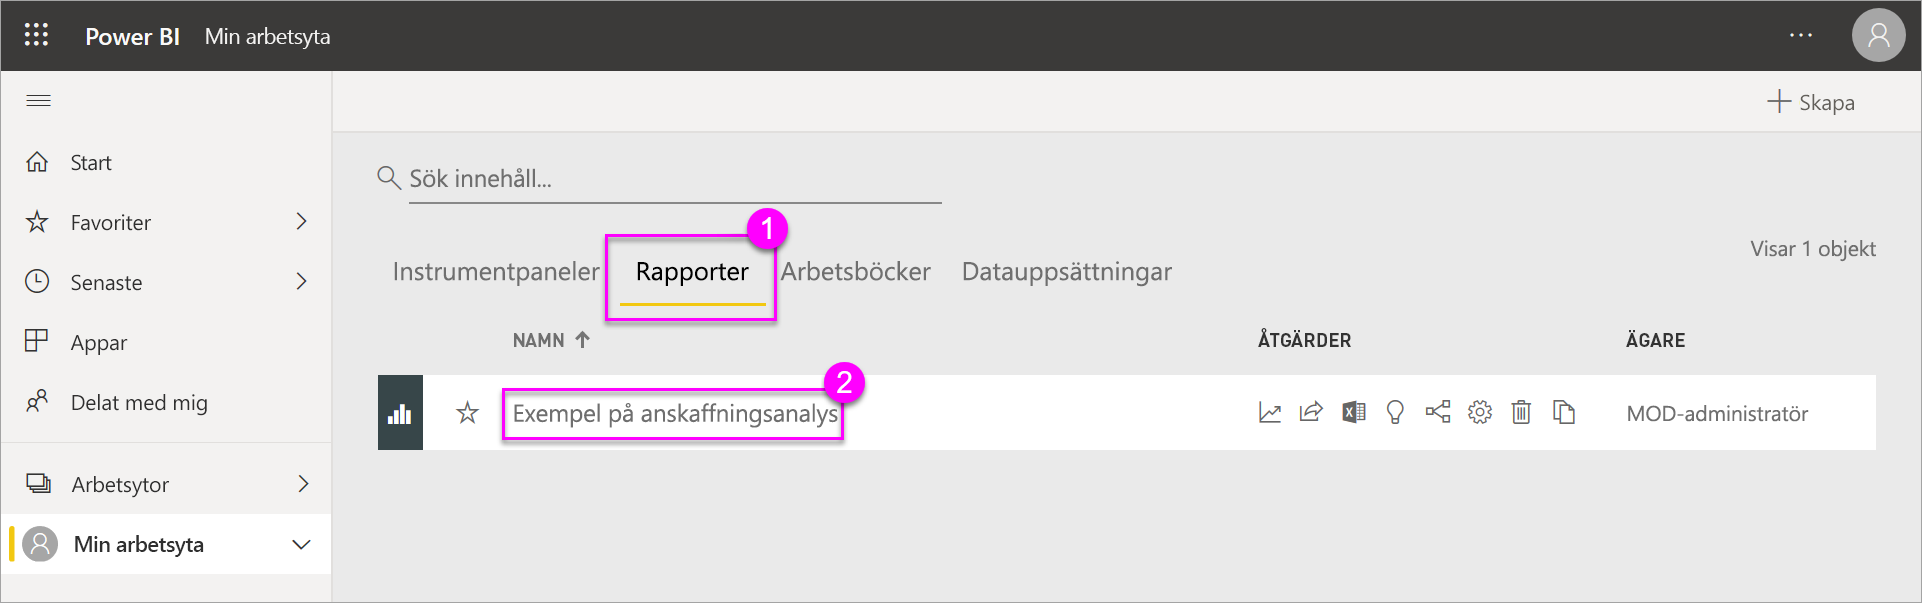 Power BI Min arbetsyta ...
Skapa
Start
Favoriter
Senaste
Appar
Delat med mig
Arbetsytor
Min arbetsyta
Sök innehåll...
Visar 1 objekt
1
Instrumentpaneler Rapporter Arbetsböcker Datauppsättningar
NAMN ÅTGÄRDER ÄGARE
2
Exempel på anskaffningsanalys MOD-administratör